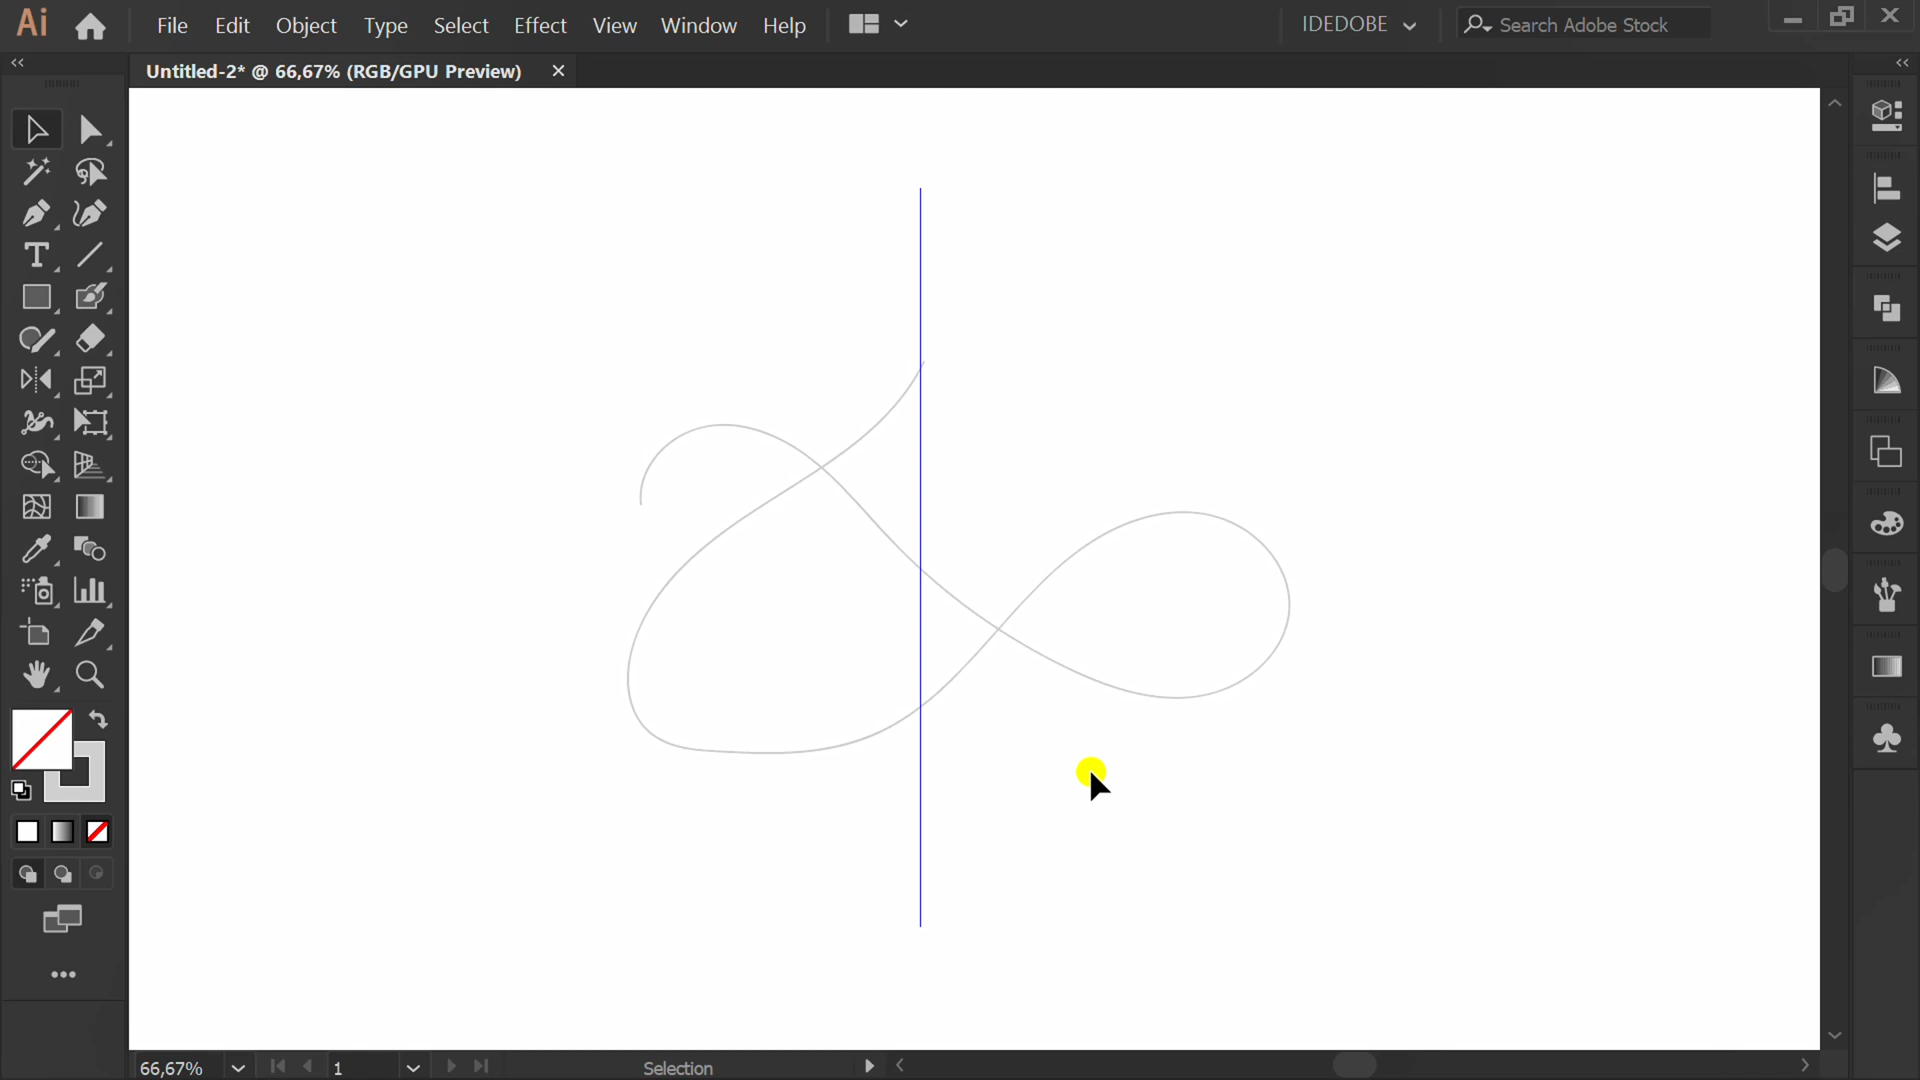 Ai File Edit Object Type Select Effect View Window Help IDEDOBE Search Adobe Stock
Untitled-2* @ 66,67% (RGB/GPU Preview)
T
66,67% 1 Selection